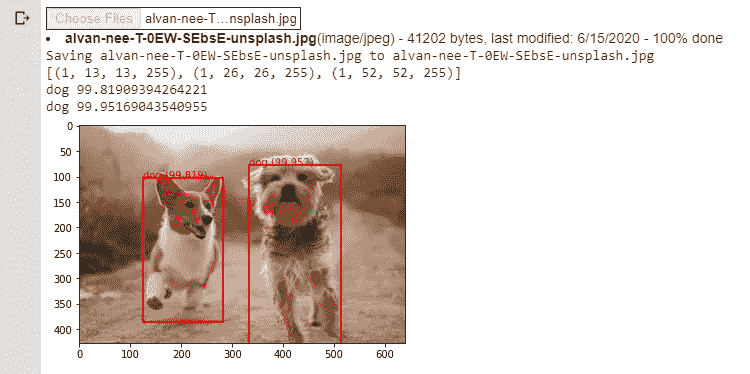 Choose Files alvan-nee-T...nsplash.jpg
• alvan-nee-T-0EW-SEbsE-unsplash.jpg(image/jpeg) - 41202 bytes, last modified: 6/15/2020 - 100% done
Saving alvan-nee-T-0EW-SEbsE-unsplash.jpg to alvan-nee-T-0EW-SEbsE-unsplash.jpg
[(1, 13, 13, 255), (1, 26, 26, 255), (1, 52, 52, 255)]
dog 99.81909394264221
dog 99.95169043540955
0
50
dog (99.952)
100
dog (99.819)
150
200
250
300
350
400
0 100 200 300 400 500 600